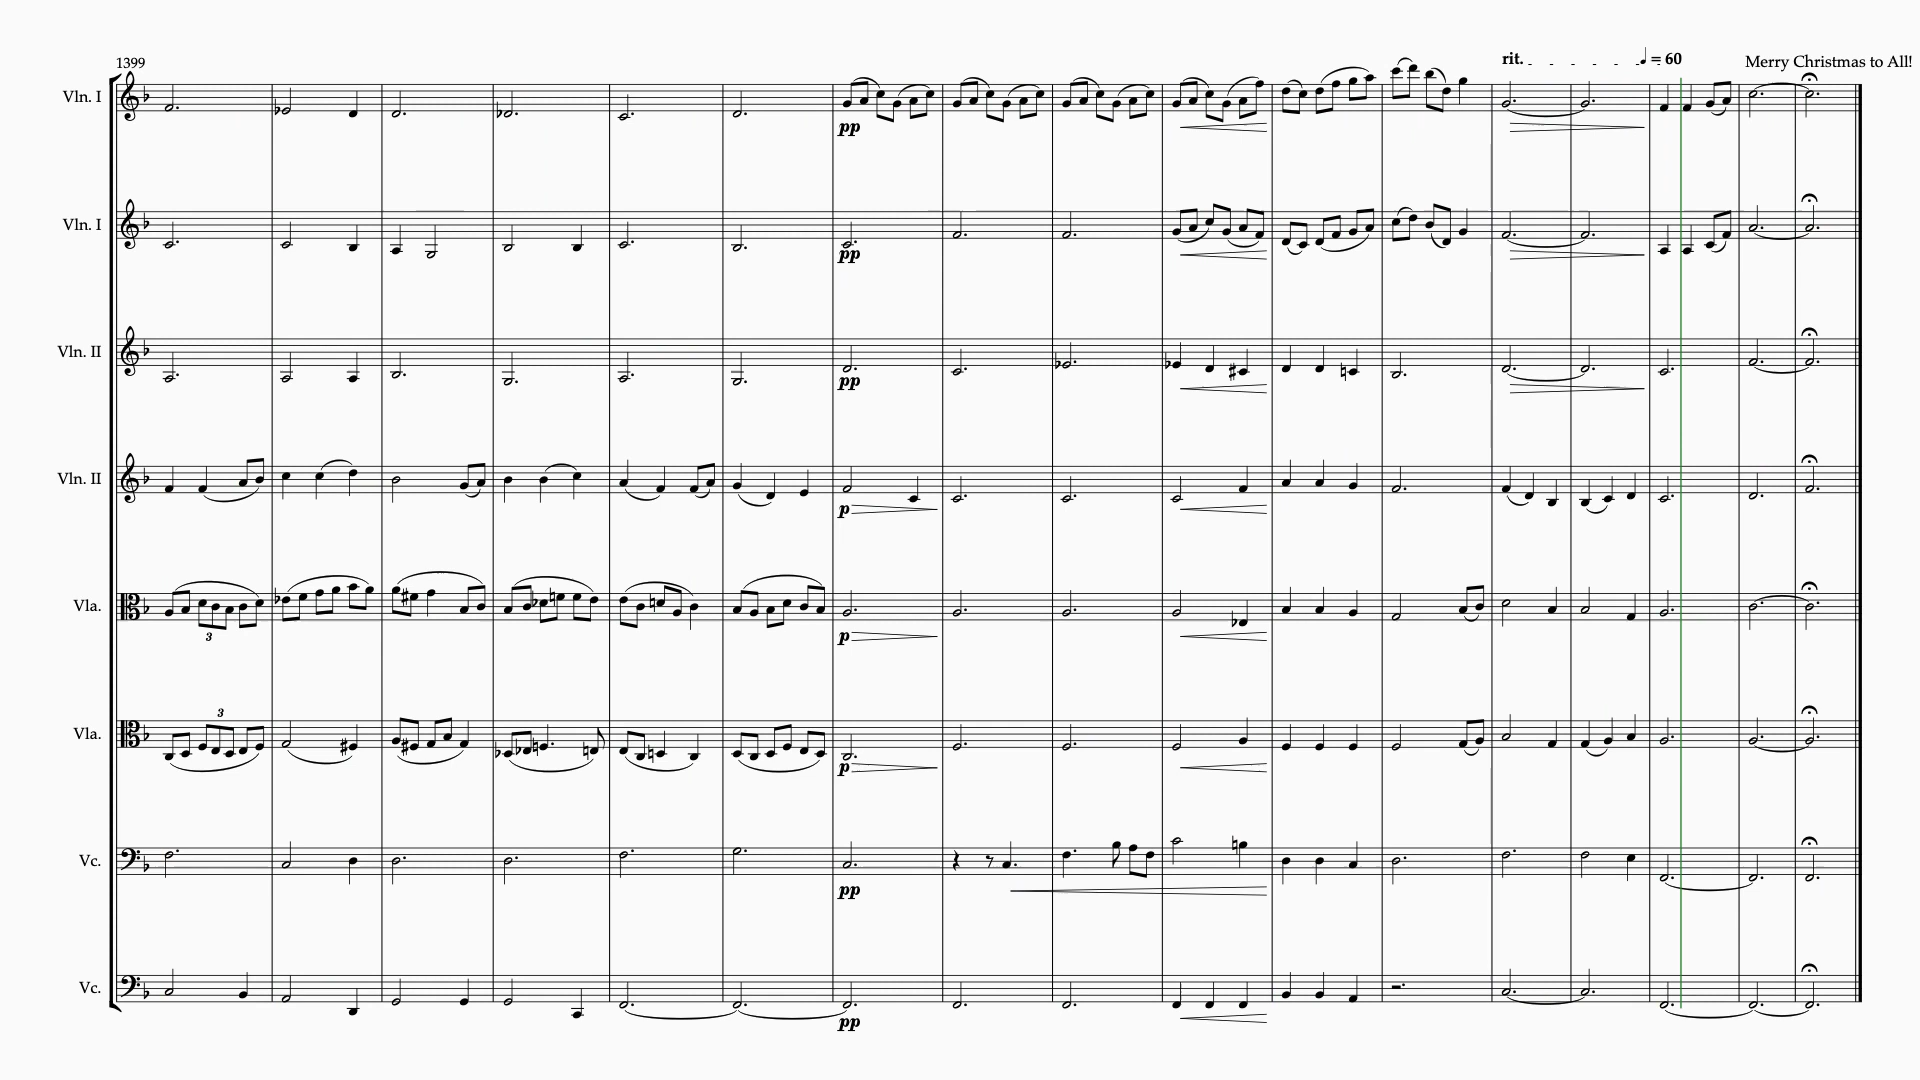 rit. ♩ = 60
1399 Merry Christmas to All!
Vln. I
pp
Vln. I
pp
Vln. II
pp
Vln. II
p
Vla.
3
p
3
Vla.
p
Vc.
pp
Vc.
pp